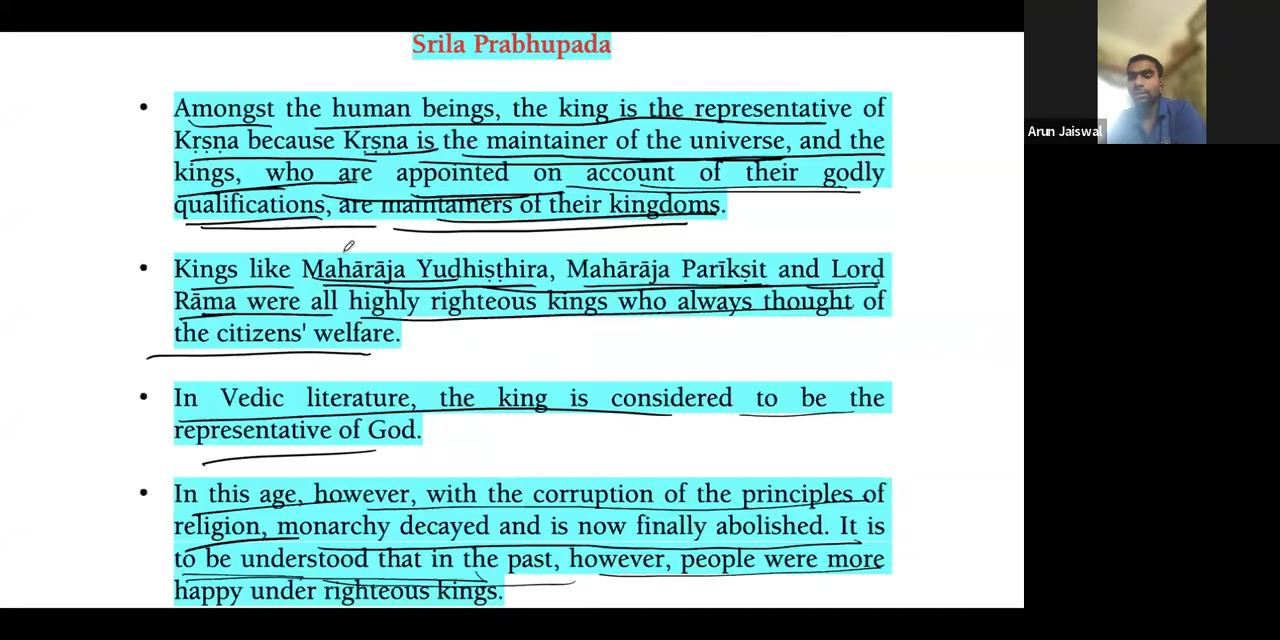 Srila Prabhupada
• Amongst the human beings, the king is the representative of
Kṛṣṇa because Kṛṣṇa is the maintainer of the universe, and the
kings, who are appointed on account of their godly
qualifications, are maintainers of their kingdoms.
• Kings like Mahārāja Yudhiṣṭhira, Mahārāja Parīkṣit and Lord
Rāma were all highly righteous kings who always thought of
the citizens' welfare.
• In Vedic literature, the king is considered to be the
representative of God.
• In this age, however, with the corruption of the principles of
religion, monarchy decayed and is now finally abolished. It is
to be understood that in the past, however, people were more
happy under righteous kings.
Arun Jaiswal